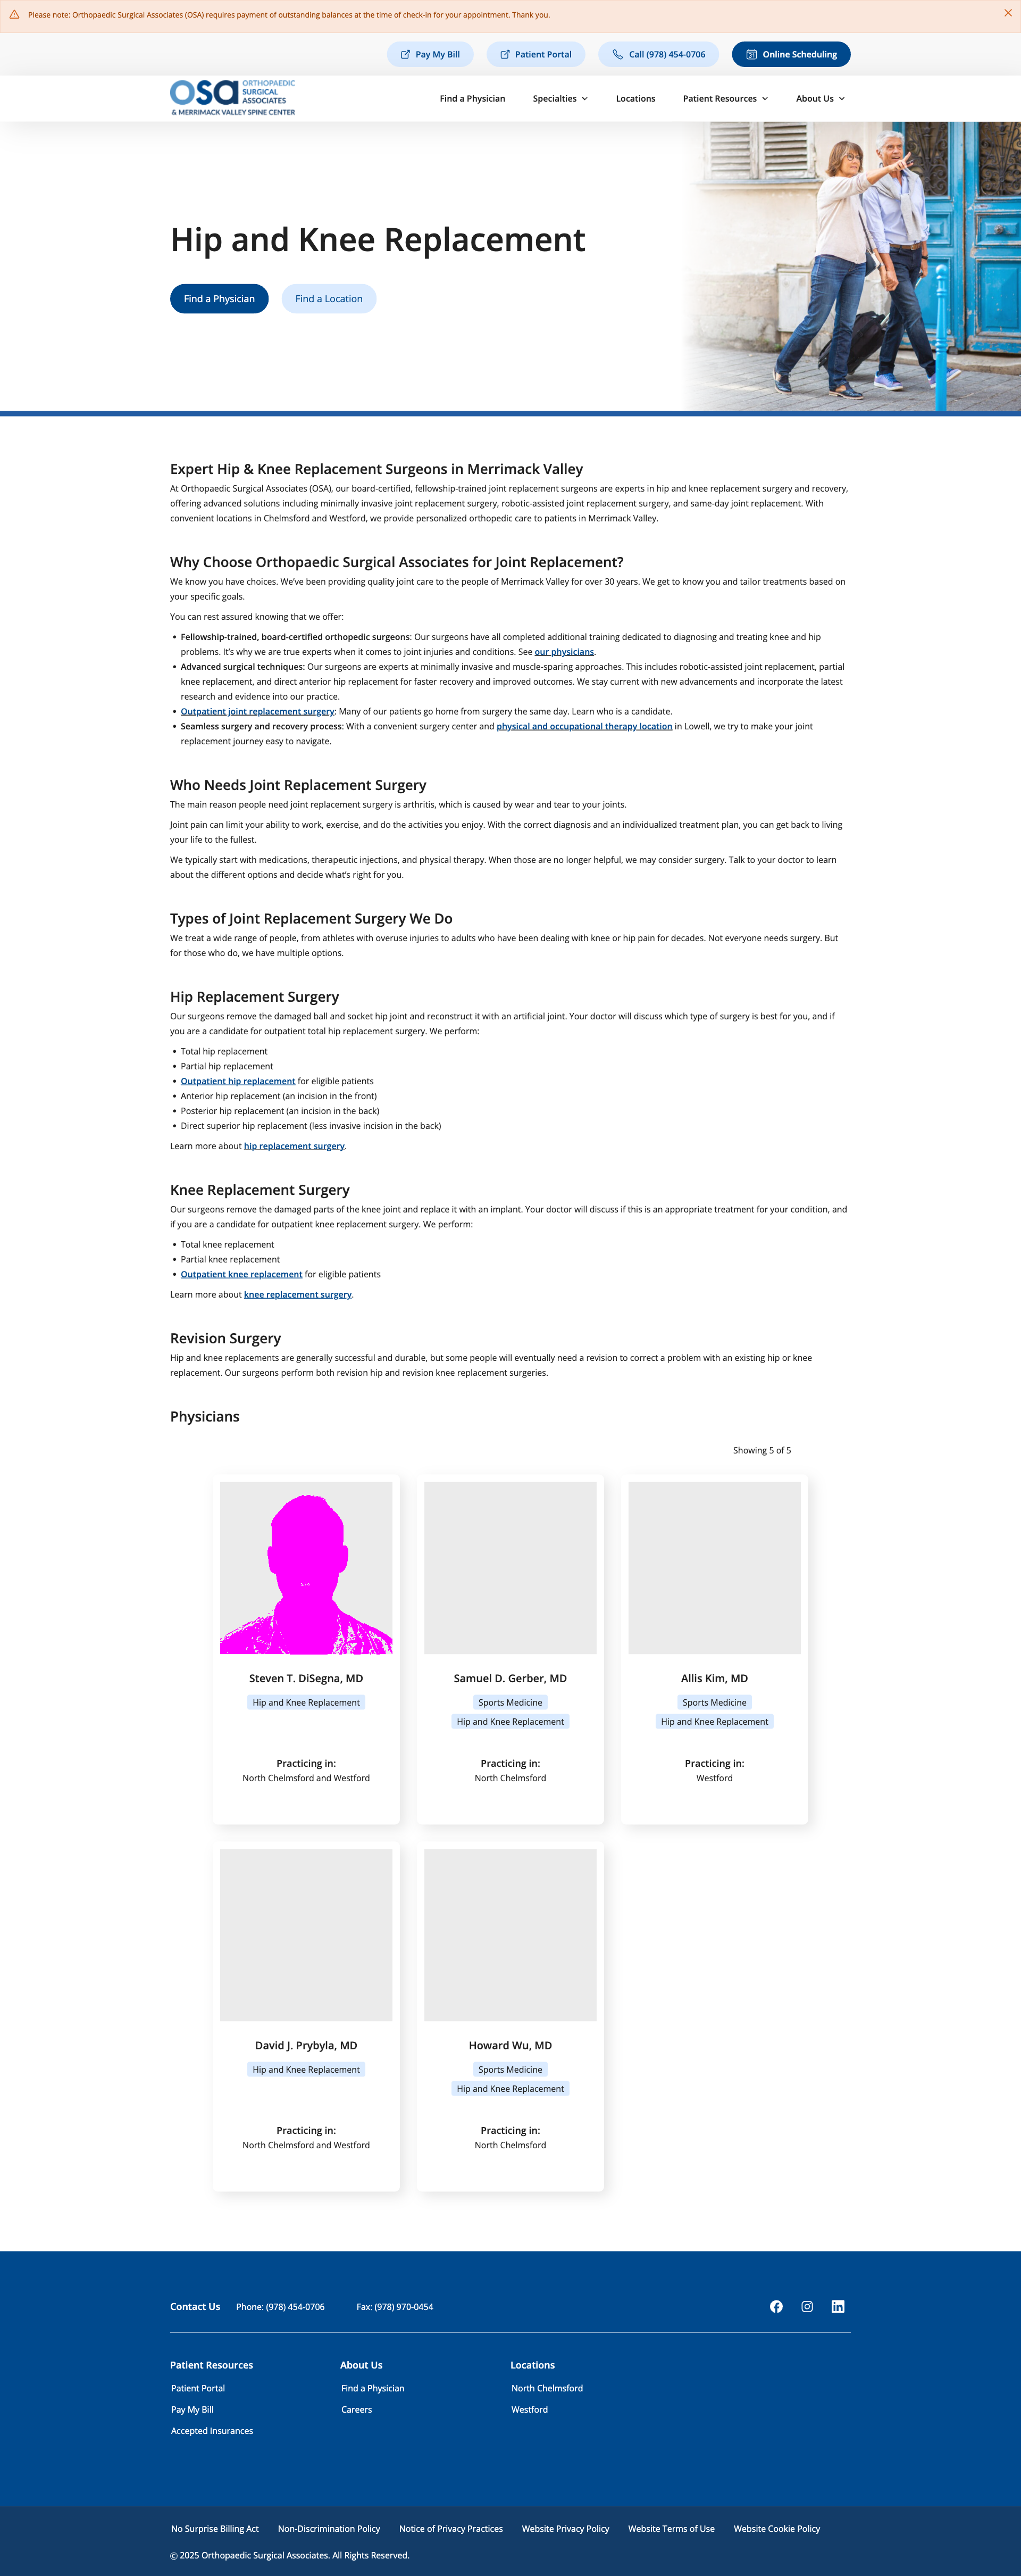 Please note: Orthopaedic Surgical Associates (OSA) requires payment of outstanding balances at the time of check-in for your appointment. Thank you.
Pay My Bill
Patient Portal
Call (978) 454-0706
Online Scheduling
osa ORTHOPAEDIC
SURGICAL
ASSOCIATES
& MERRIMACK VALLEY SPINE CENTER
Find a Physician
Specialties
Locations
Patient Resources
About Us
Hip and Knee Replacement
Find a Physician
Find a Location
Expert Hip & Knee Replacement Surgeons in Merrimack Valley
At Orthopaedic Surgical Associates (OSA), our board-certified, fellowship-trained joint replacement surgeons are experts in hip and knee replacement surgery and recovery,
offering advanced solutions including minimally invasive joint replacement surgery, robotic-assisted joint replacement surgery, and same-day joint replacement. With
convenient locations in Chelmsford and Westford, we provide personalized orthopedic care to patients in Merrimack Valley.
Why Choose Orthopaedic Surgical Associates for Joint Replacement?
We know you have choices. We've been providing quality joint care to the people of Merrimack Valley for over 30 years. We get to know you and tailor treatments based on
your specific goals.
You can rest assured knowing that we offer:
• Fellowship-trained, board-certified orthopedic surgeons: Our surgeons have all completed additional training dedicated to diagnosing and treating knee and hip
problems. It's why we are true experts when it comes to joint injuries and conditions. See our physicians.
• Advanced surgical techniques: Our surgeons are experts at minimally invasive and muscle-sparing approaches. This includes robotic-assisted joint replacement, partial
knee replacement, and direct anterior hip replacement for faster recovery and improved outcomes. We stay current with new advancements and incorporate the latest
research and evidence into our practice.
• Outpatient joint replacement surgery: Many of our patients go home from surgery the same day. Learn who is a candidate.
• Seamless surgery and recovery process: With a convenient surgery center and physical and occupational therapy location in Lowell, we try to make your joint
replacement journey easy to navigate.
Who Needs Joint Replacement Surgery
The main reason people need joint replacement surgery is arthritis, which is caused by wear and tear to your joints.
Joint pain can limit your ability to work, exercise, and do the activities you enjoy. With the correct diagnosis and an individualized treatment plan, you can get back to living
your life to the fullest.
We typically start with medications, therapeutic injections, and physical therapy. When those are no longer helpful, we may consider surgery. Talk to your doctor to learn
about the different options and decide what's right for you.
Types of Joint Replacement Surgery We Do
We treat a wide range of people, from athletes with overuse injuries to adults who have been dealing with knee or hip pain for decades. Not everyone needs surgery. But
for those who do, we have multiple options.
Hip Replacement Surgery
Our surgeons remove the damaged ball and socket hip joint and reconstruct it with an artificial joint. Your doctor will discuss which type of surgery is best for you, and if
you are a candidate for outpatient total hip replacement surgery. We perform:
• Total hip replacement
• Partial hip replacement
• Outpatient hip replacement for eligible patients
• Anterior hip replacement (an incision in the front)
• Posterior hip replacement (an incision in the back)
• Direct superior hip replacement (less invasive incision in the back)
Learn more about hip replacement surgery.
Knee Replacement Surgery
Our surgeons remove the damaged parts of the knee joint and replace it with an implant. Your doctor will discuss if this is an appropriate treatment for your condition, and
if you are a candidate for outpatient knee replacement surgery. We perform:
• Total knee replacement
• Partial knee replacement
• Outpatient knee replacement for eligible patients
Learn more about knee replacement surgery.
Revision Surgery
Hip and knee replacements are generally successful and durable, but some people will eventually need a revision to correct a problem with an existing hip or knee
replacement. Our surgeons perform both revision hip and revision knee replacement surgeries.
Physicians
Showing 5 of 5
Steven T. DiSegna, MD
Hip and Knee Replacement
Practicing in:
North Chelmsford and Westford
Samuel D. Gerber, MD
Sports Medicine
Hip and Knee Replacement
Practicing in:
North Chelmsford
Allis Kim, MD
Sports Medicine
Hip and Knee Replacement
Practicing in:
Westford
David J. Prybyla, MD
Hip and Knee Replacement
Practicing in:
North Chelmsford and Westford
Howard Wu, MD
Sports Medicine
Hip and Knee Replacement
Practicing in:
North Chelmsford
Contact Us
Phone: (978) 454-0706
Fax: (978) 970-0454
Patient Resources
Patient Portal
Pay My Bill
Accepted Insurances
About Us
Find a Physician
Careers
Locations
North Chelmsford
Westford
No Surprise Billing Act
Non-Discrimination Policy
Notice of Privacy Practices
Website Privacy Policy
Website Terms of Use
Website Cookie Policy
© 2025 Orthopaedic Surgical Associates. All Rights Reserved.